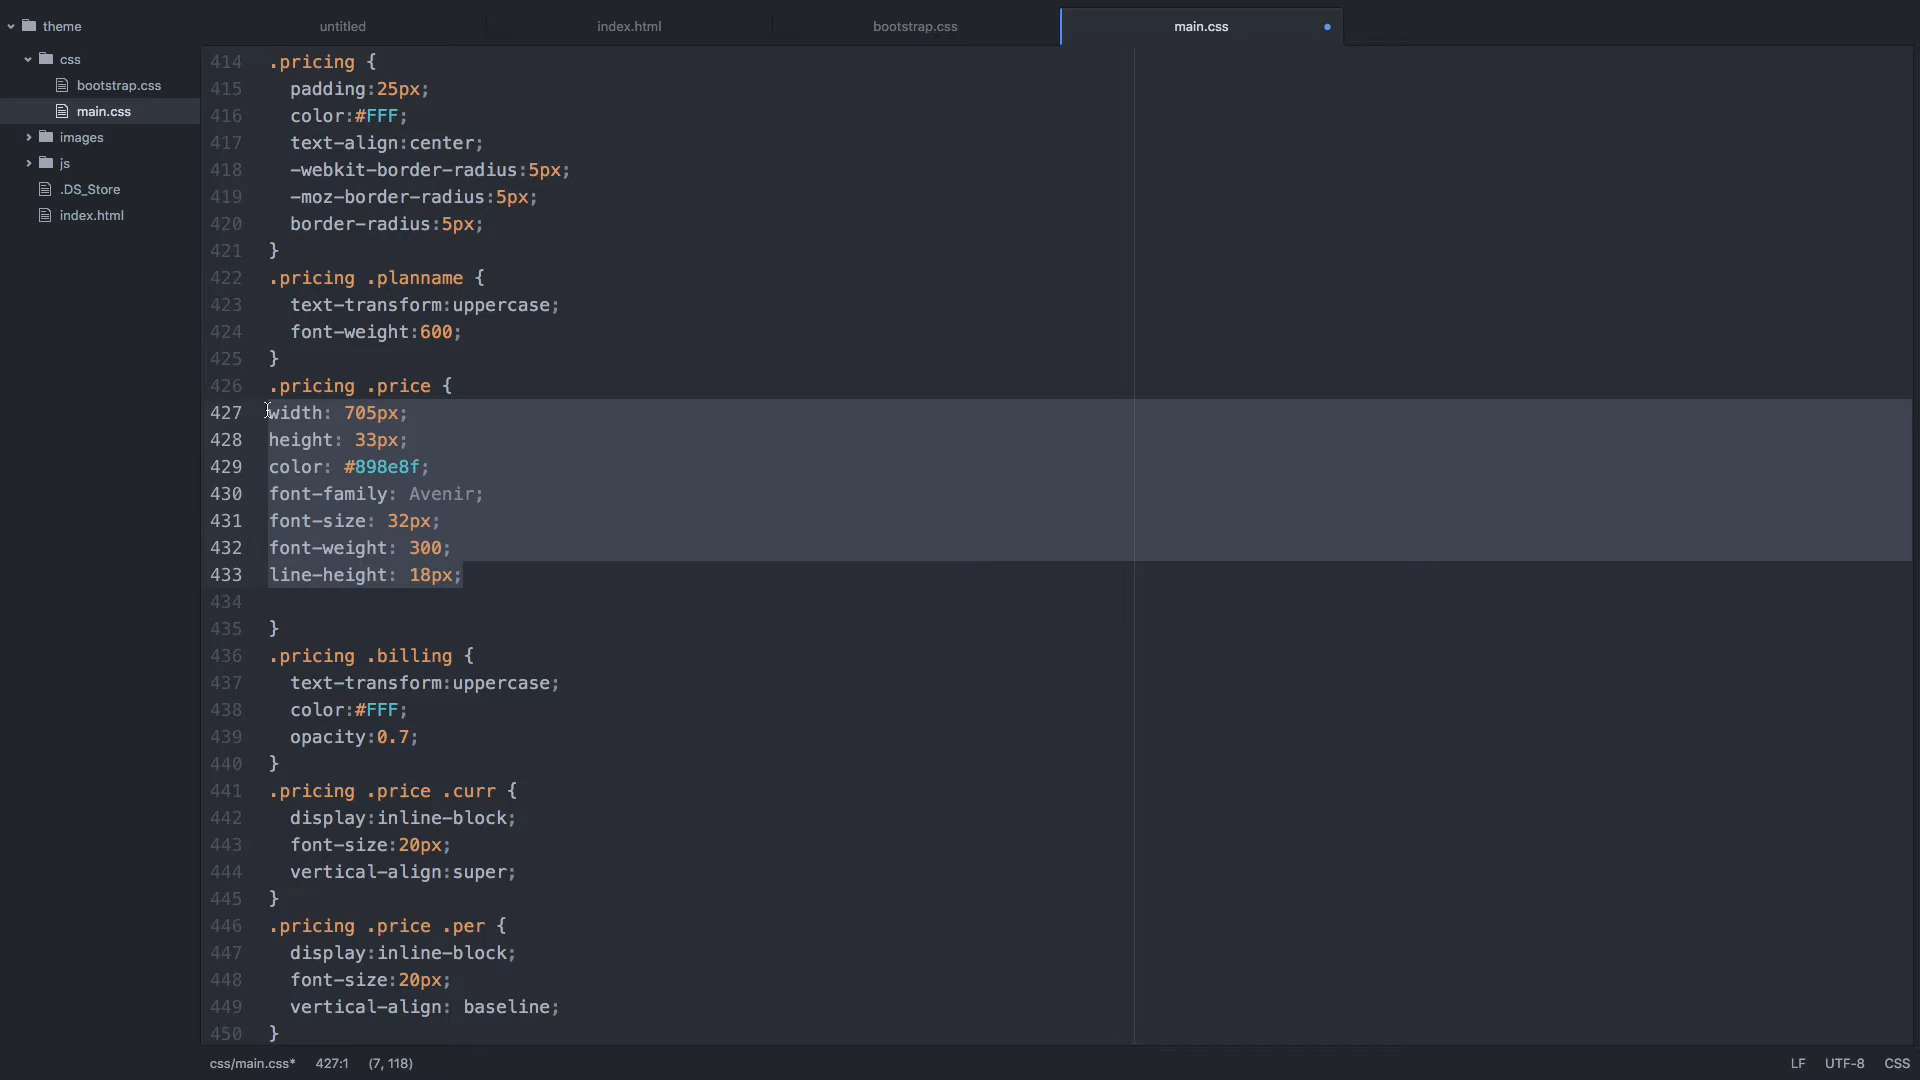 theme
untitled
index.html
bootstrap.css
main.css
css
bootstrap.css
main.css
images
js
.DS_Store
index.html
414 .pricing {
415 padding:25px;
416 color:#FFF;
417 text-align:center;
418 -webkit-border-radius:5px;
419 -moz-border-radius:5px;
420 border-radius:5px;
421 }
422 .pricing .planname {
423 text-transform:uppercase;
424 font-weight:600;
425 }
426 .pricing .price {
427 width: 705px;
428 height: 33px;
429 color: #898e8f;
430 font-family: Avenir;
431 font-size: 32px;
432 font-weight: 300;
433 line-height: 18px;
434
435 }
436 .pricing .billing {
437 text-transform:uppercase;
438 color:#FFF;
439 opacity:0.7;
440 }
441 .pricing .price .curr {
442 display:inline-block;
443 font-size:20px;
444 vertical-align:super;
445 }
446 .pricing .price .per {
447 display:inline-block;
448 font-size:20px;
449 vertical-align: baseline;
450 }
css/main.css* 427:1 (7, 118) LF UTF-8 CSS